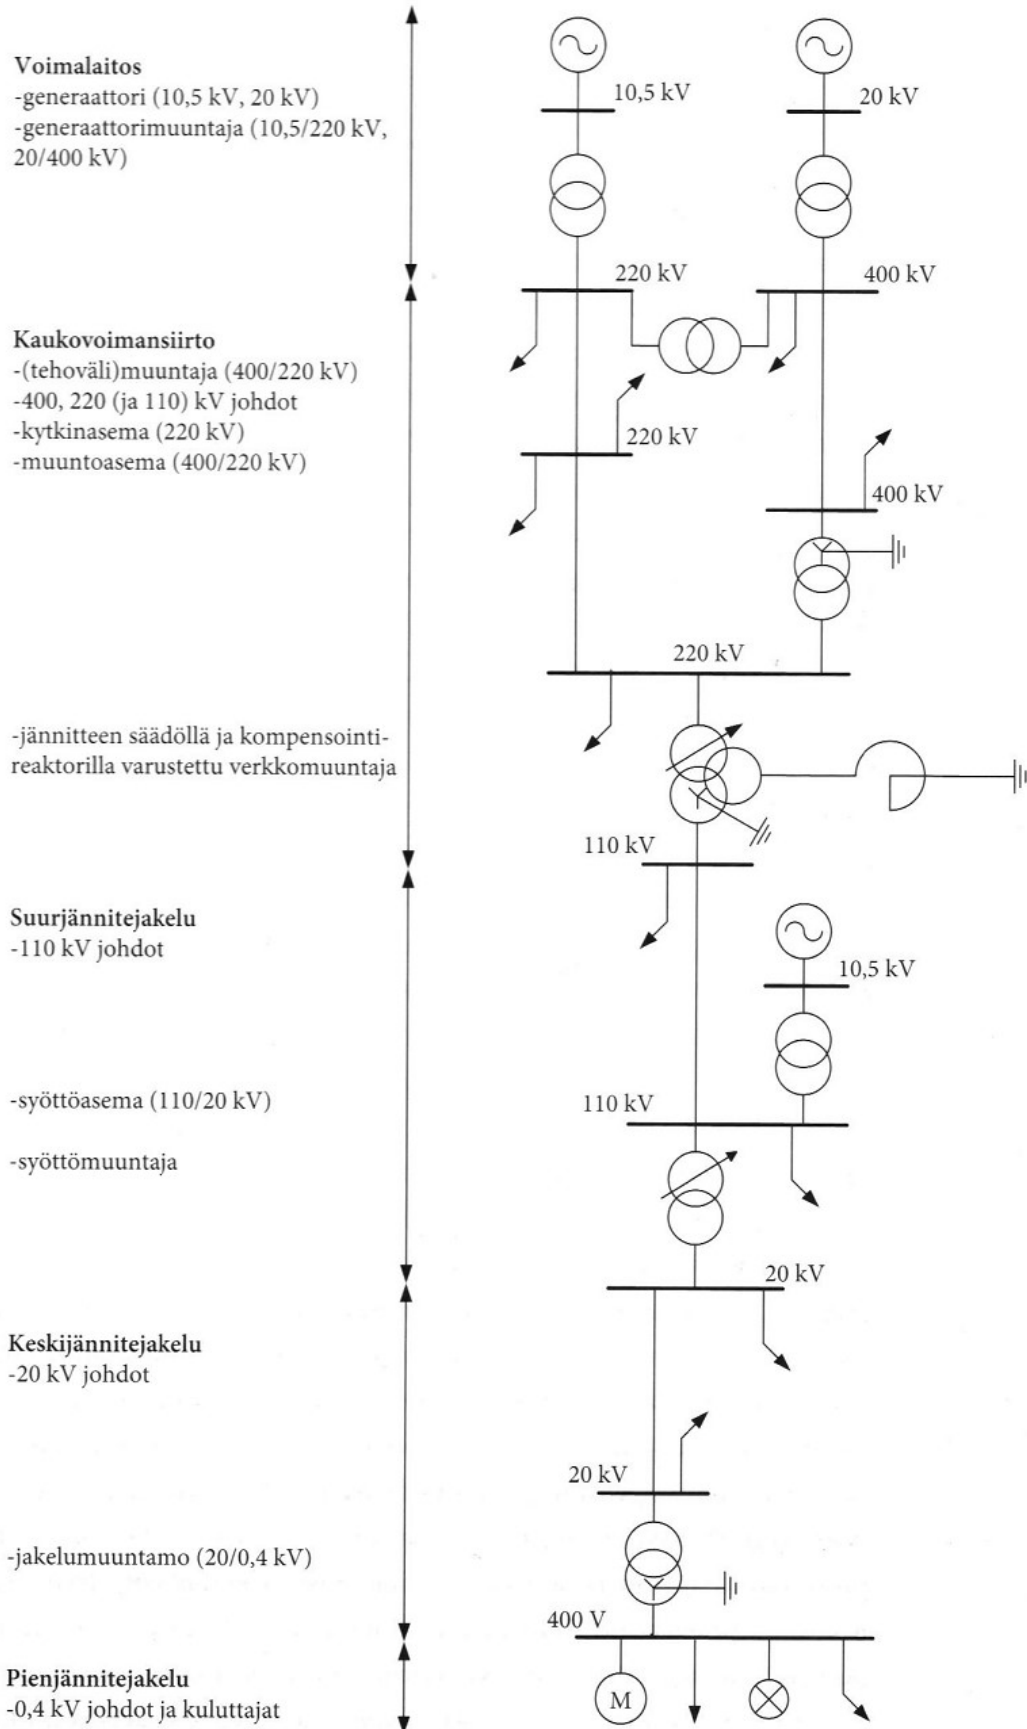 Voimalaitos
-generaattori (10,5 kV, 20 kV)
-generaattorimuuntaja (10,5/220 kV,
20/400 kV)
10,5 kV
20 kV
220 kV
400 kV
Kaukovoimansiirto
-(tehoväli)muuntaja (400/220 kV)
-400, 220 (ja 110) kV johdot
-kytkinasema (220 kV)
-muuntoasema (400/220 kV)
220 kV
400 kV
220 kV
-jännitteen säädöllä ja kompensointi-
reaktorilla varustettu verkkomuuntaja
110 kV
Suurjännitejakelu
-110 kV johdot
10,5 kV
-syöttöasema (110/20 kV)
110 kV
-syöttömuuntaja
20 kV
Keskijännitejakelu
-20 kV johdot
20 kV
-jakelumuuntamo (20/0,4 kV)
400 V
Pienjännitejakelu
-0,4 kV johdot ja kuluttajat
M